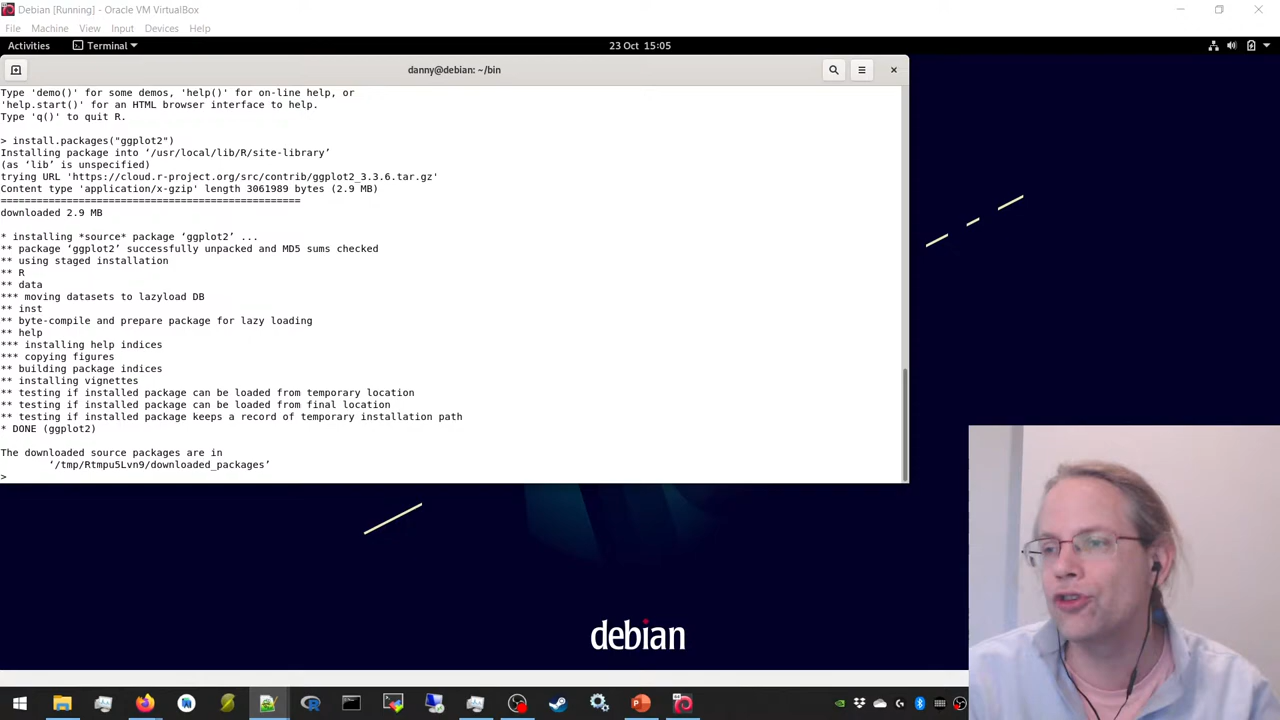 Debian [Running] - Oracle VM VirtualBox
File Machine View Input Devices Help
Activities Terminal 23 Oct 15:05
danny@debian: ~/bin
Type 'demo()' for some demos, 'help()' for on-line help, or
'help.start()' for an HTML browser interface to help.
Type 'q()' to quit R.
> install.packages("ggplot2")
Installing package into ‘/usr/local/lib/R/site-library’
(as ‘lib’ is unspecified)
trying URL 'https://cloud.r-project.org/src/contrib/ggplot2_3.3.6.tar.gz'
Content type 'application/x-gzip' length 3061989 bytes (2.9 MB)
==================================================
downloaded 2.9 MB
* installing *source* package ‘ggplot2’ ...
** package ‘ggplot2’ successfully unpacked and MD5 sums checked
** using staged installation
** R
** data
*** moving datasets to lazyload DB
** inst
** byte-compile and prepare package for lazy loading
** help
*** installing help indices
*** copying figures
** building package indices
** installing vignettes
** testing if installed package can be loaded from temporary location
** testing if installed package can be loaded from final location
** testing if installed package keeps a record of temporary installation path
* DONE (ggplot2)
The downloaded source packages are in
‘/tmp/Rtmpu5Lvn9/downloaded_packages’
>
debian